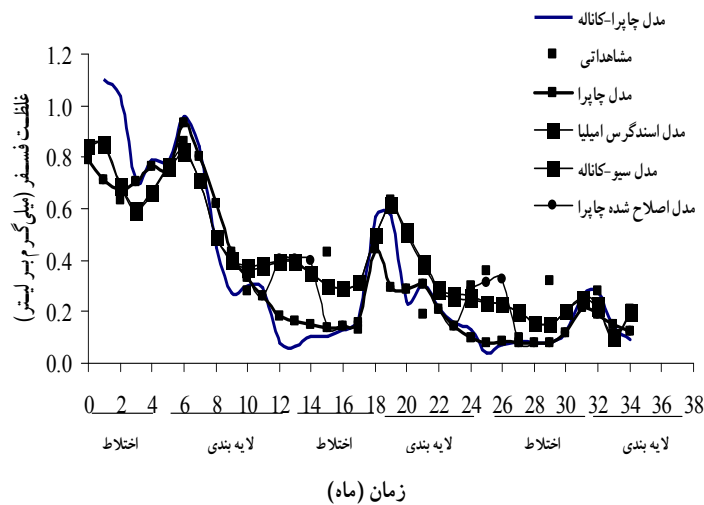 مدل چاپرا-کاناله
مشاهداتی
مدل چاپرا
مدل اسندگرس امیلیا
مدل سیو-کاناله
مدل اصلاح شده چاپرا
غلظت فسفر (میلی‌گرم بر لیتر)
1.2
1.0
0.8
0.6
0.4
0.2
0.0
0 2 4 6 8 10 12 14 16 18 20 22 24 26 28 30 32 34 36 38
اختلاط لایه بندی اختلاط لایه بندی اختلاط لایه بندی
زمان (ماه)